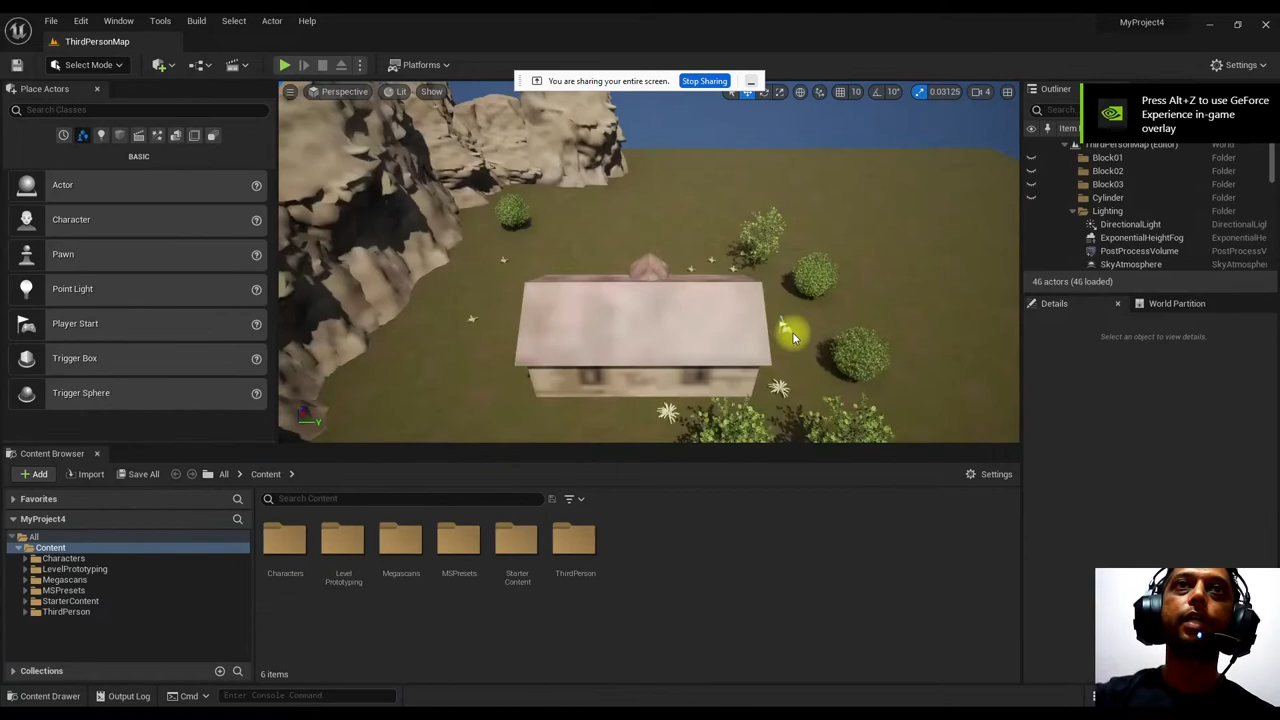 File Edit Window Tools Build Select Actor Help
MyProject4
ThirdPersonMap
Select Mode
Platforms
Settings
You are sharing your entire screen. Stop Sharing
Place Actors
Perspective Lit Show
10 10° 0.03125 4
Outliner
Search Classes
Search
Press Alt+Z to use GeForce
Experience in-game
overlay
Item
BASIC
ThirdPersonMap (Editor) World
Block01 Folder
Block02 Folder
Block03 Folder
Cylinder Folder
Lighting Folder
DirectionalLight DirectionalLight
ExponentialHeightFog ExponentialHe
PostProcessVolume PostProcessVo
SkyAtmosphere SkyAtmosphere
46 actors (46 loaded)
Actor
Character
Pawn
Point Light
Player Start
Trigger Box
Trigger Sphere
Details World Partition
Select an object to view details.
Y
Content Browser
Add Import Save All All Content
Settings
Favorites
Search Content
MyProject4
All
Content
Characters
LevelPrototyping
Megascans
MSPresets
StarterContent
ThirdPerson
Characters
Level
Prototyping
Megascans
MSPresets
Starter
Content
ThirdPerson
Collections
6 items
Content Drawer Output Log Cmd Enter Console Command